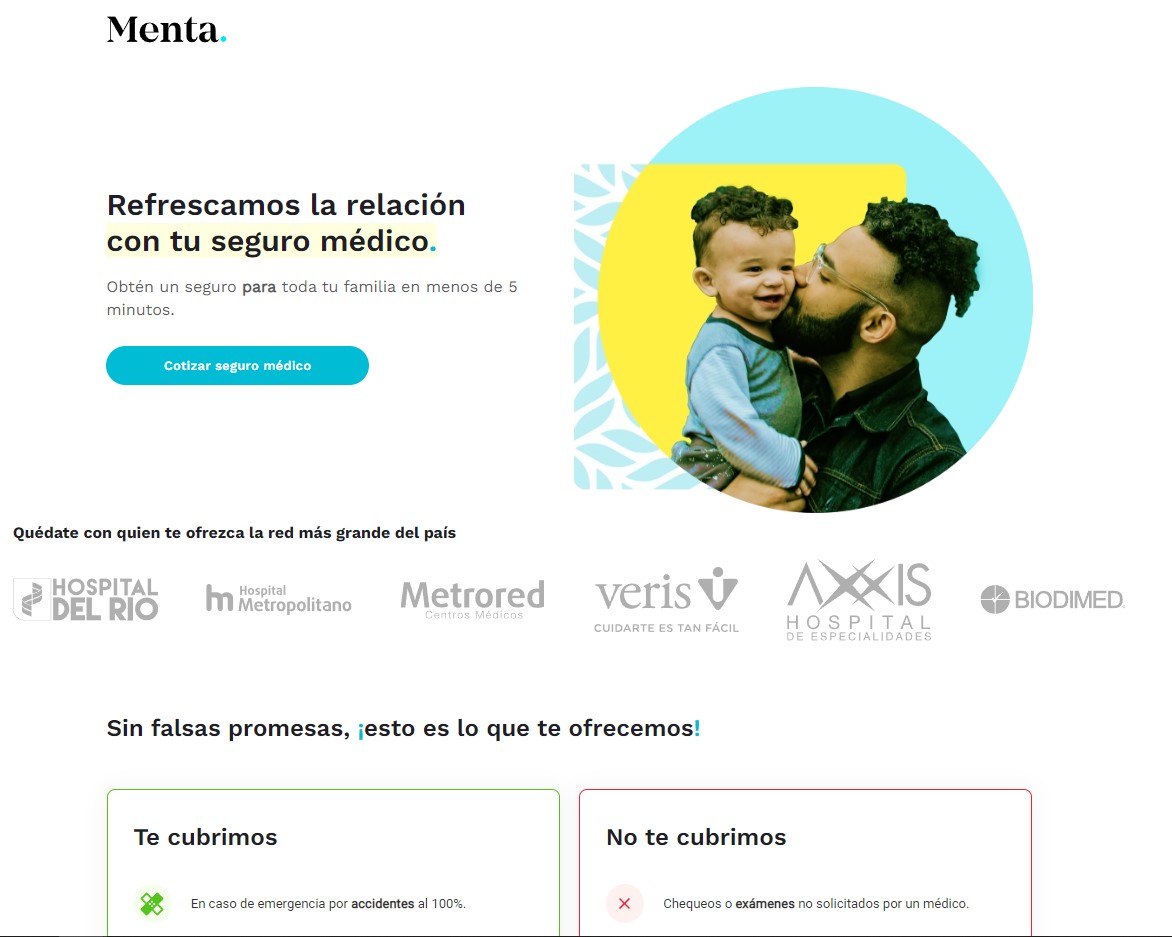 Menta.
Refrescamos la relación
con tu seguro médico.
Obtén un seguro para toda tu familia en menos de 5
minutos.
Cotizar seguro médico
Quédate con quien te ofrezca la red más grande del país
HOSPITAL
DEL RIO
Hospital
Metropolitano
Metrored
Centros Médicos
veris
CUIDARTE ES TAN FÁCIL
AXXIS
HOSPITAL
DE ESPECIALIDADES
BIODIMED.
Sin falsas promesas, ¡esto es lo que te ofrecemos!
Te cubrimos
En caso de emergencia por accidentes al 100%.
No te cubrimos
Chequeos o exámenes no solicitados por un médico.